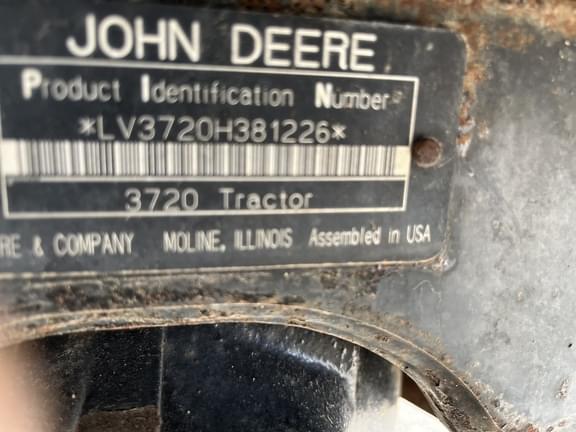 JOHN DEERE
Product Identification Number
*LV3720H381226*
3720 Tractor
RE & COMPANY MOLINE, ILLINOIS Assembled in USA